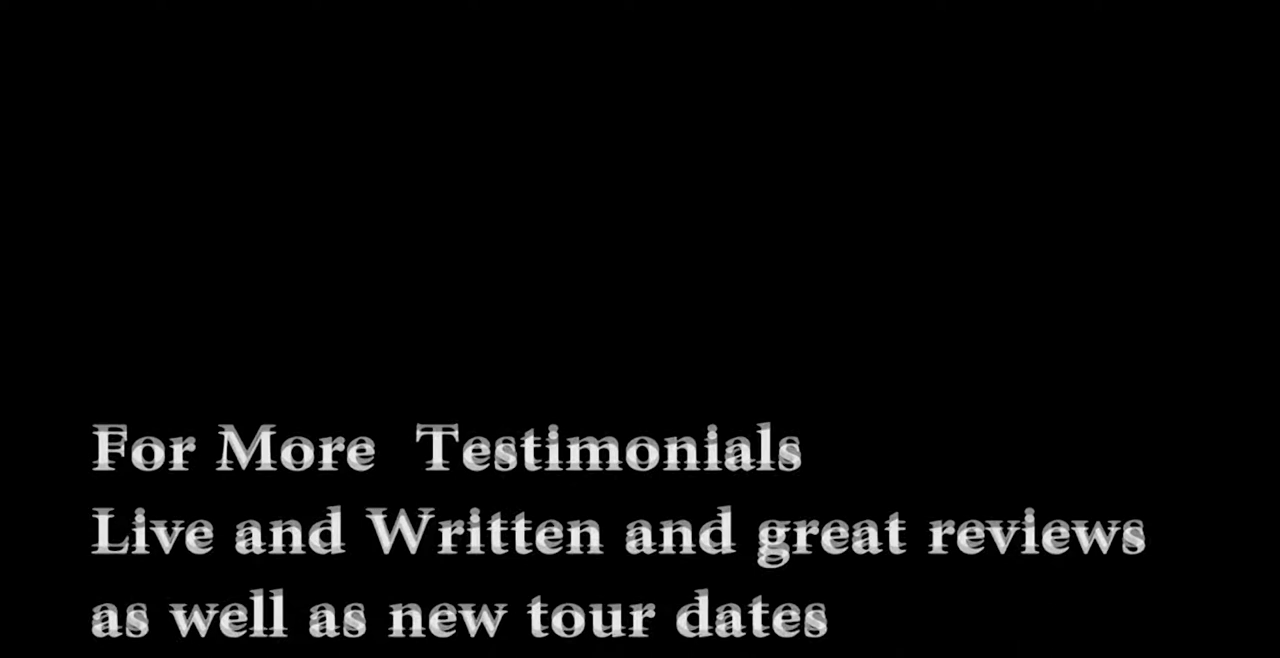 For More Testimonials
Live and Written and great reviews
as well as new tour dates